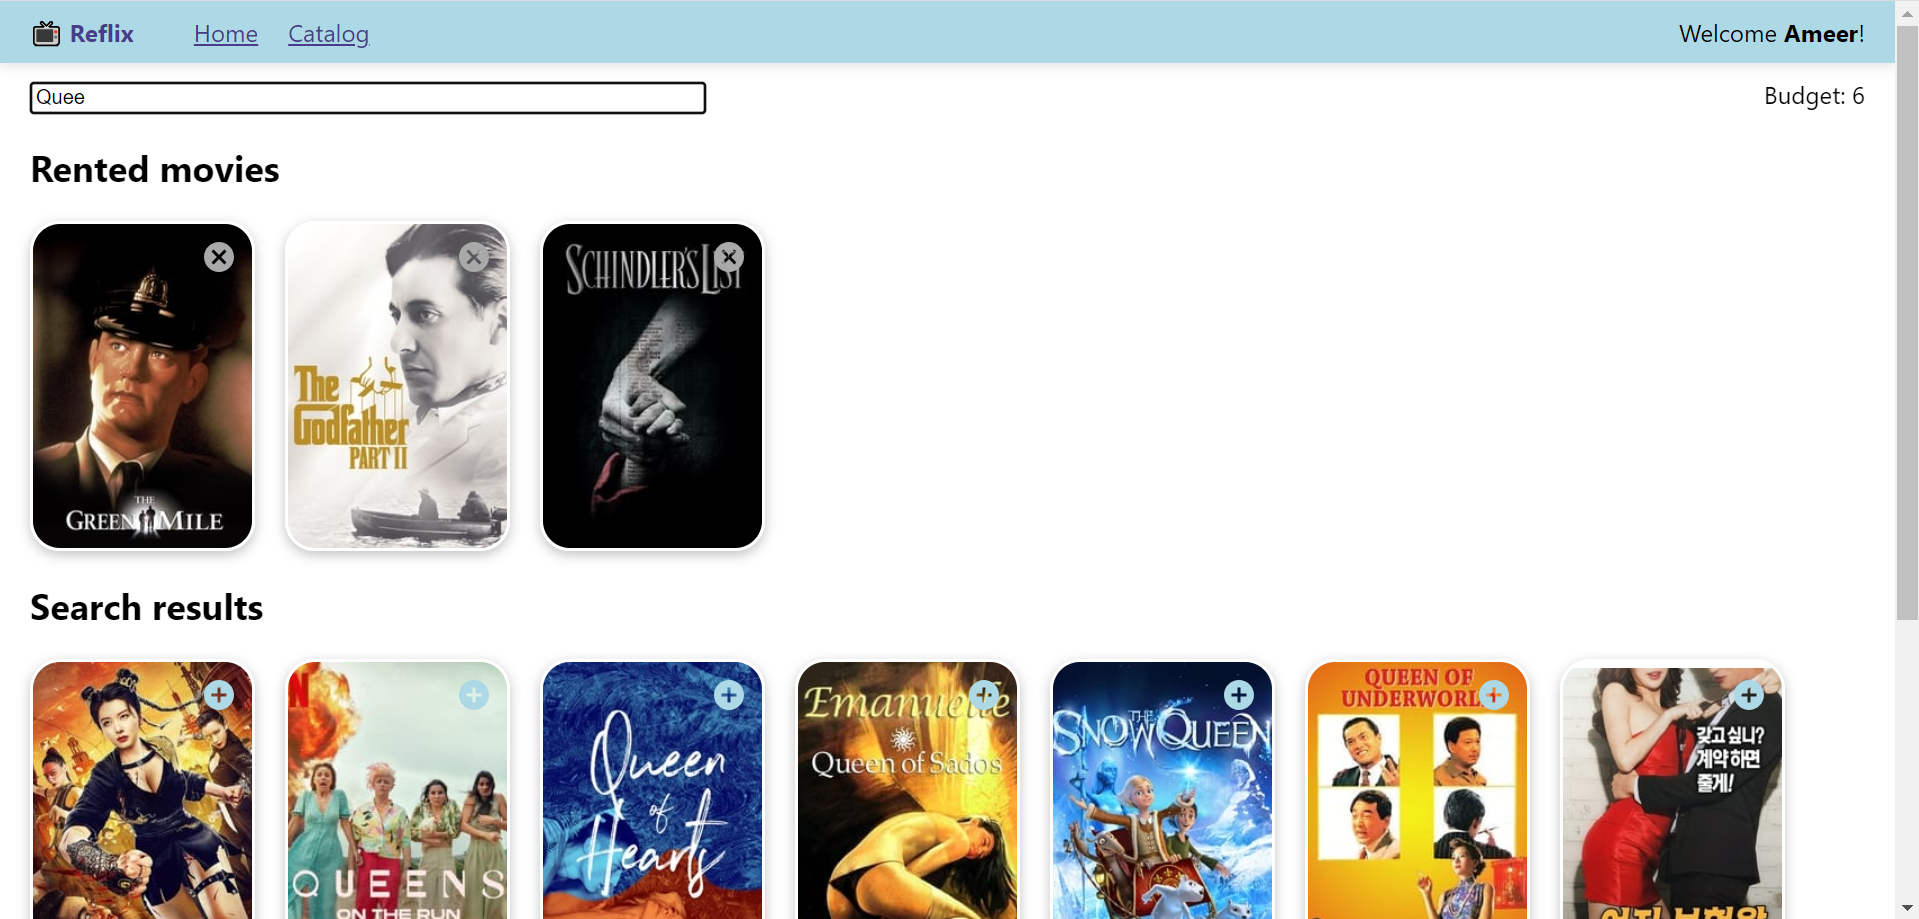 Reflix
Home
Catalog
Welcome Ameer!
Quee
Budget: 6
Rented movies
THE
GREEN MILE
The
Godfather
PART II
SCHINDLER'S LIST
Search results
N
QUEENS
ON THE RUN
Queen
of
Hearts
Emanuelle
Queen of Sados
THE
SNOW QUEEN
QUEEN OF
UNDERWORLD
갖고 싶니?
계약 하면
줄게!